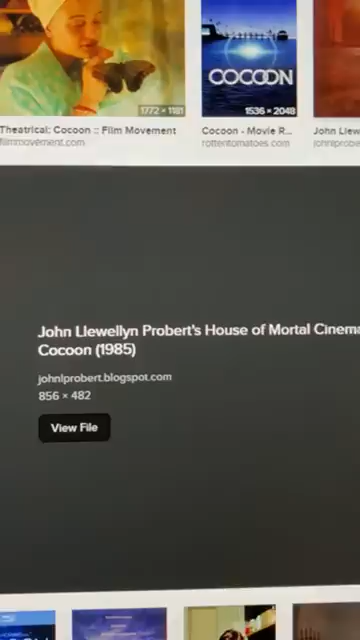 COCOON
1772 × 1181
1536 × 2048
Theatrical: Cocoon :: Film Movement
filmmovement.com
Cocoon - Movie R...
rottentomatoes.com
John Llew
johnlprobe
John Llewellyn Probert's House of Mortal Cinema
Cocoon (1985)
johnlprobert.blogspot.com
856 × 482
View File